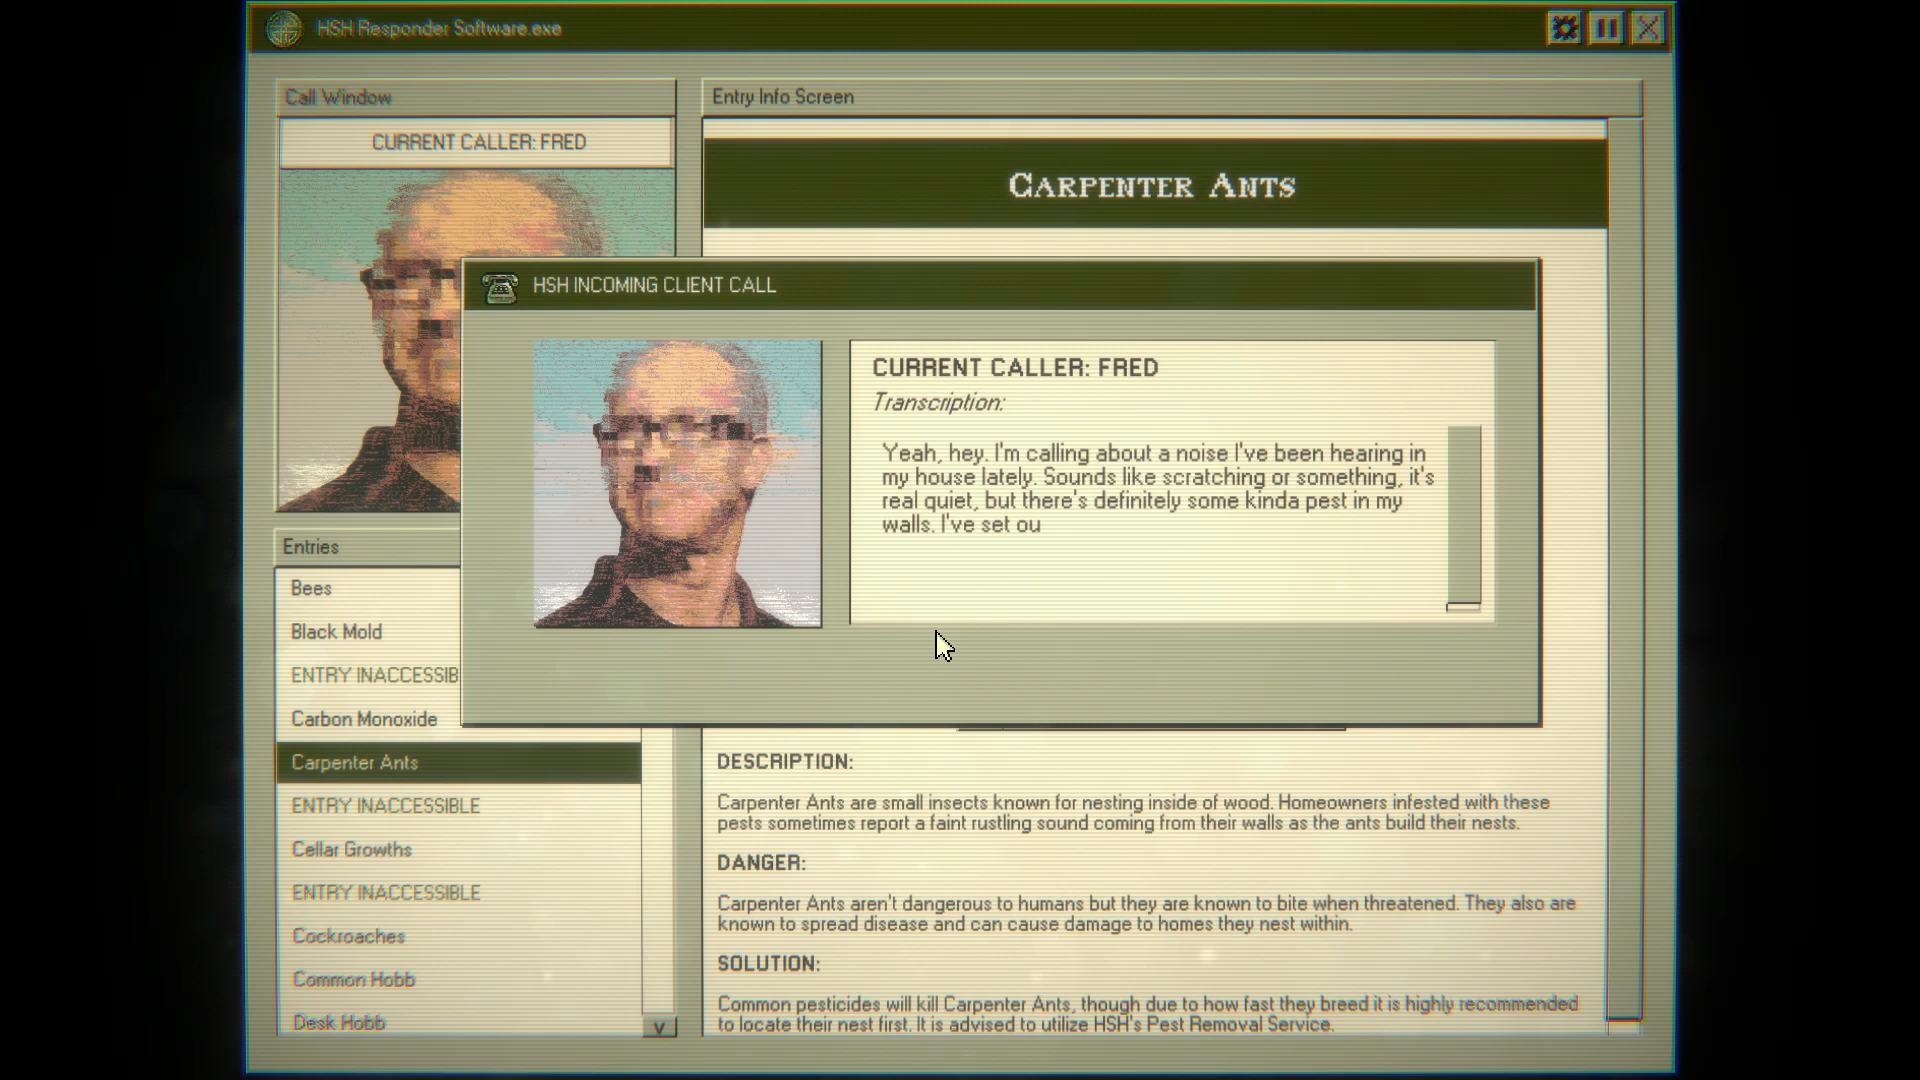 HSH Responder Software.exe
Call Window
CURRENT CALLER: FRED
Entries
Bees
Black Mold
ENTRY INACCESSIB
Carbon Monoxide
Carpenter Ants
ENTRY INACCESSIBLE
Cellar Growths
ENTRY INACCESSIBLE
Cockroaches
Common Hobb
Desk Hobb
V
Entry Info Screen
CARPENTER ANTS
HSH INCOMING CLIENT CALL
CURRENT CALLER: FRED
Transcription:
Yeah, hey. I'm calling about a noise I've been hearing in
my house lately. Sounds like scratching or something, it's
real quiet, but there's definitely some kinda pest in my
walls. I've set ou
DESCRIPTION:
Carpenter Ants are small insects known for nesting inside of wood. Homeowners infested with these
pests sometimes report a faint rustling sound coming from their walls as the ants build their nests.
DANGER:
Carpenter Ants aren't dangerous to humans but they are known to bite when threatened. They also are
known to spread disease and can cause damage to homes they nest within.
SOLUTION:
Common pesticides will kill Carpenter Ants, though due to how fast they breed it is highly recommended
to locate their nest first. It is advised to utilize HSH's Pest Removal Service.